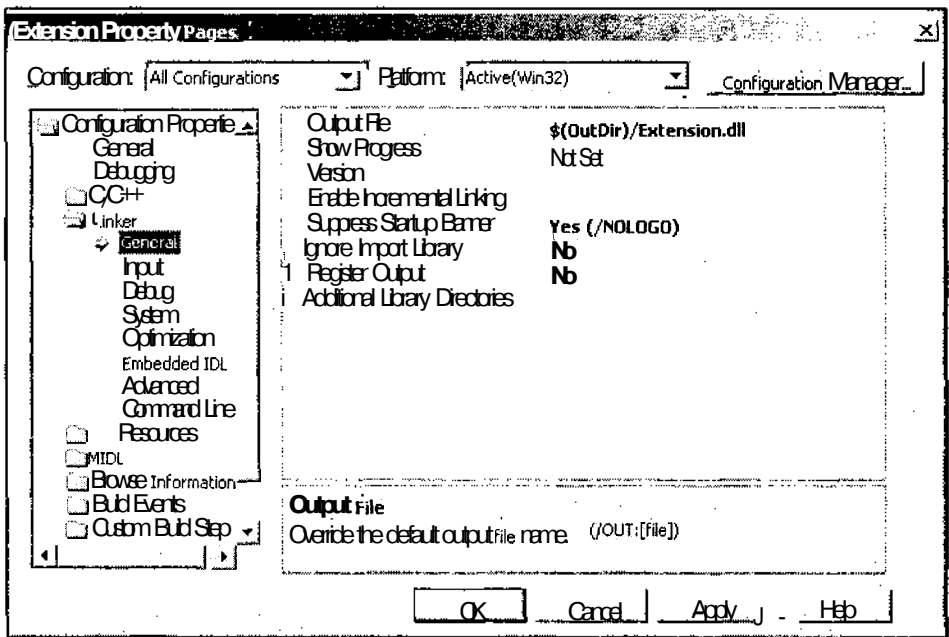 Extension Property Pages
Configuration: All Configurations Platform: Active(Win32) Configuration Manager...
Configuration Propertie
General
Debugging
C/C++
Linker
General
Input
Debug
System
Optimization
Embedded IDL
Advanced
Command Line
Resources
MIDL
Browse Information
Build Events
Custom Build Step
Output File $(OutDir)/Extension.dll
Show Progress Not Set
Version
Enable Incremental Linking
Suppress Startup Banner Yes (/NOLOGO)
Ignore Import Library No
Register Output No
Additional Library Directories
Output File
Override the default output file name. (/OUT:[file])
OK Cancel Apply Help